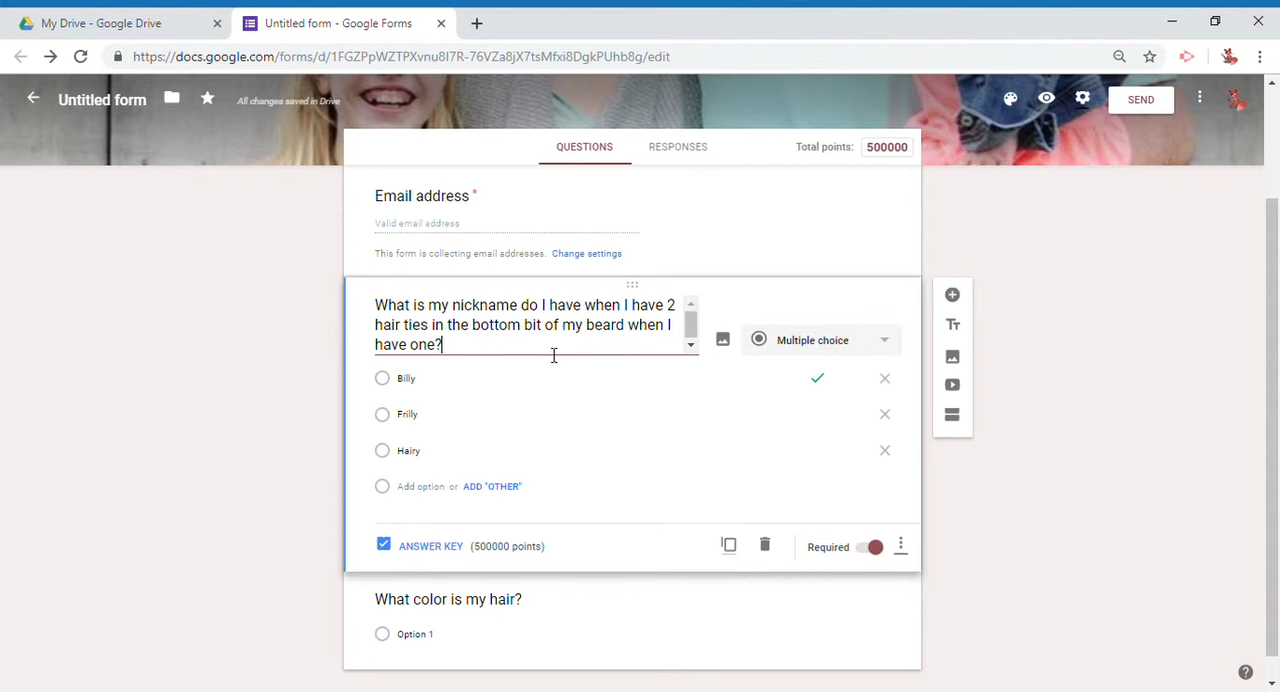 My Drive - Google Drive
Untitled form - Google Forms
https://docs.google.com/forms/d/1FGZPpWZTPXvnu8I7R-76VZa8jX7tsMfxi8DgkPUhb8g/edit
Untitled form
All changes saved in Drive
SEND
QUESTIONS
RESPONSES
Total points: 500000
Email address *
Valid email address
This form is collecting email addresses. Change settings
What is my nickname do I have when I have 2
hair ties in the bottom bit of my beard when I
have one?
Multiple choice
Billy
Frilly
Hairy
Add option or ADD "OTHER"
ANSWER KEY (500000 points)
Required
What color is my hair?
Option 1